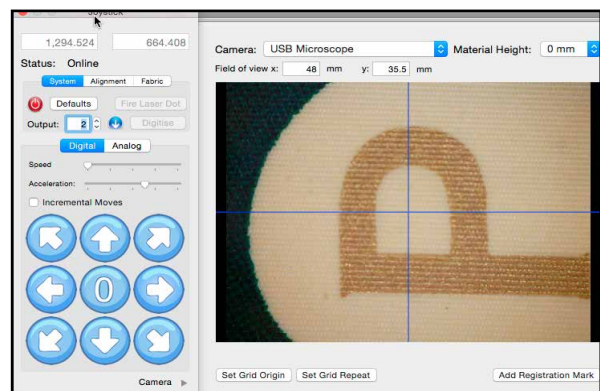 Joystick
1,294.524 664.408
Status: Online
System Alignment Fabric
Defaults Fire Laser Dot
Output: 2 Digitise
Digital Analog
Speed
Acceleration:
Incremental Moves
0
Camera
Camera: USB Microscope Material Height: 0 mm
Field of view x: 48 mm y: 35.5 mm
Set Grid Origin Set Grid Repeat Add Registration Mark